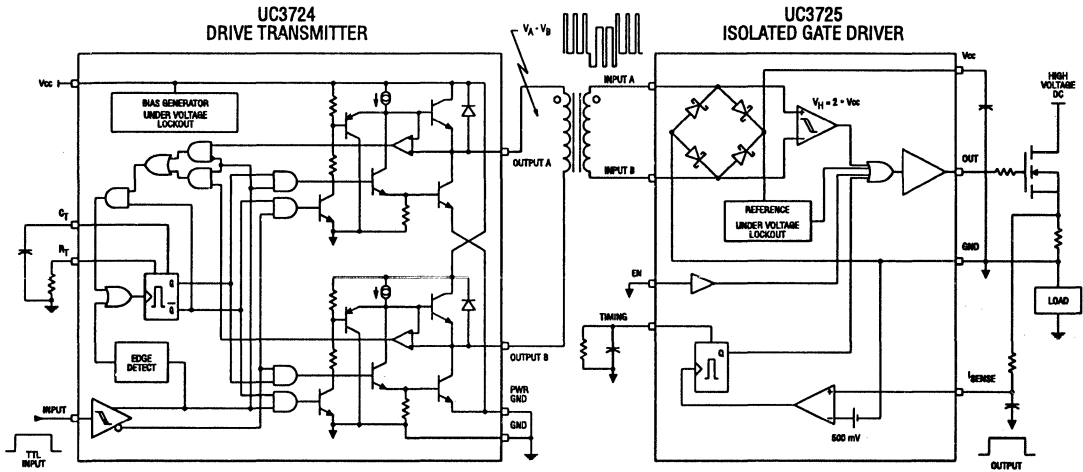 UC3724
DRIVE TRANSMITTER
UC3725
ISOLATED GATE DRIVER
VA - VB
Vcc
BIAS GENERATOR
UNDER VOLTAGE
LOCKOUT
OUTPUT A
CT
RT
Q
Q
EDGE
DETECT
INPUT
TTL
INPUT
OUTPUT B
PWR
GND
GND
INPUT A
INPUT B
VH = 2 • Vcc
Vcc
HIGH
VOLTAGE
DC
OUT
REFERENCE
UNDER VOLTAGE
LOCKOUT
GND
EN
TIMING
Q
LOAD
ISENSE
500 mV
OUTPUT